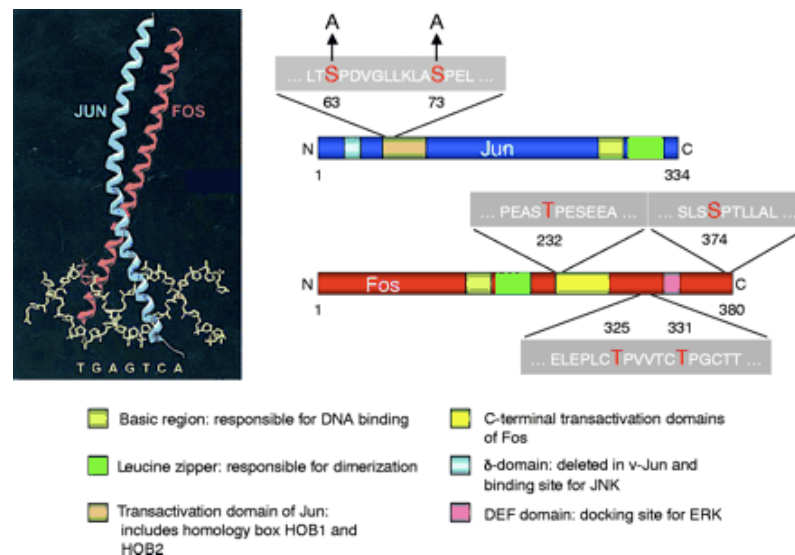 JUN
FOS
T G A G T C A
A A
... LTSPDVGLLKLASPEL ...
63 73
N Jun C
1 334
... PEASTPESEEA ... ... SLSSPTLLAL ...
232 374
N Fos C
1 380
325 331
... ELEPLCTPVVTCTPGCTT ...
Basic region: responsible for DNA binding
Leucine zipper: responsible for dimerization
Transactivation domain of Jun:
includes homology box HOB1 and
HOB2
C-terminal transactivation domains
of Fos
δ-domain: deleted in v-Jun and
binding site for JNK
DEF domain: docking site for ERK